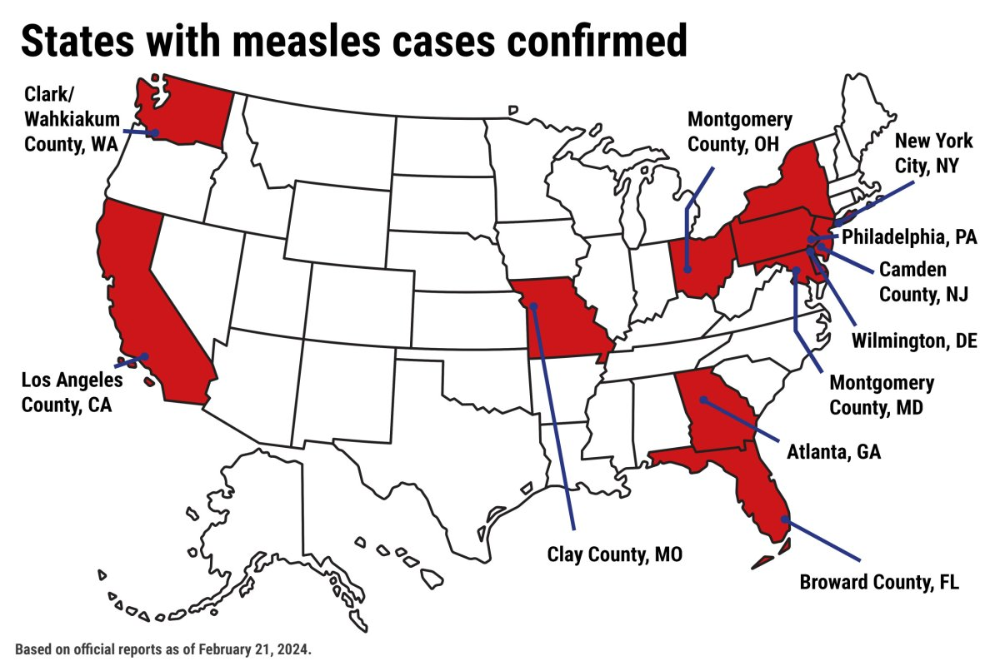 States with measles cases confirmed
Clark/
Wahkiakum
County, WA
Montgomery
County, OH
New York
City, NY
Philadelphia, PA
Camden
County, NJ
Wilmington, DE
Los Angeles
County, CA
Montgomery
County, MD
Atlanta, GA
Clay County, MO
Broward County, FL
Based on official reports as of February 21, 2024.